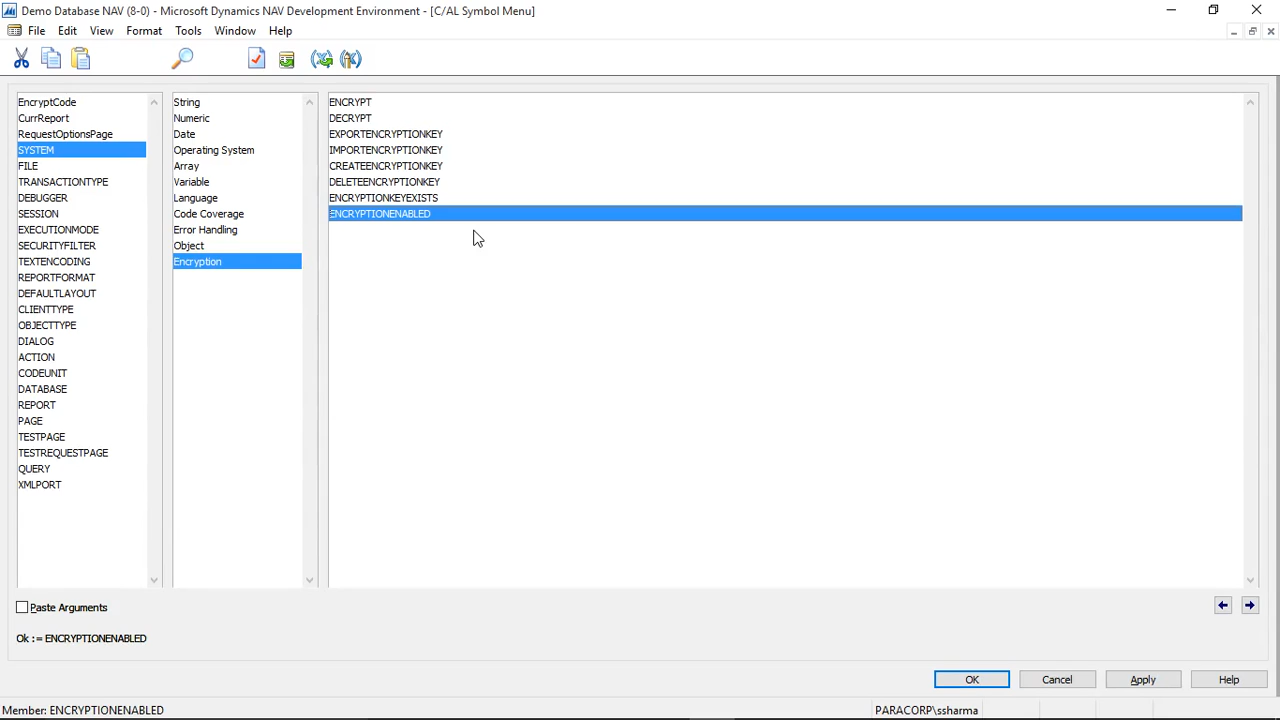 Demo Database NAV (8-0) - Microsoft Dynamics NAV Development Environment - [C/AL Symbol Menu]
File Edit View Format Tools Window Help
EncryptCode
CurrReport
RequestOptionsPage
SYSTEM
FILE
TRANSACTIONTYPE
DEBUGGER
SESSION
EXECUTIONMODE
SECURITYFILTER
TEXTENCODING
REPORTFORMAT
DEFAULTLAYOUT
CLIENTTYPE
OBJECTTYPE
DIALOG
ACTION
CODEUNIT
DATABASE
REPORT
PAGE
TESTPAGE
TESTREQUESTPAGE
QUERY
XMLPORT
String
Numeric
Date
Operating System
Array
Variable
Language
Code Coverage
Error Handling
Object
Encryption
ENCRYPT
DECRYPT
EXPORTENCRYPTIONKEY
IMPORTENCRYPTIONKEY
CREATEENCRYPTIONKEY
DELETEENCRYPTIONKEY
ENCRYPTIONKEYEXISTS
ENCRYPTIONENABLED
Paste Arguments
Ok := ENCRYPTIONENABLED
OK Cancel Apply Help
Member: ENCRYPTIONENABLED PARACORP\ssharma